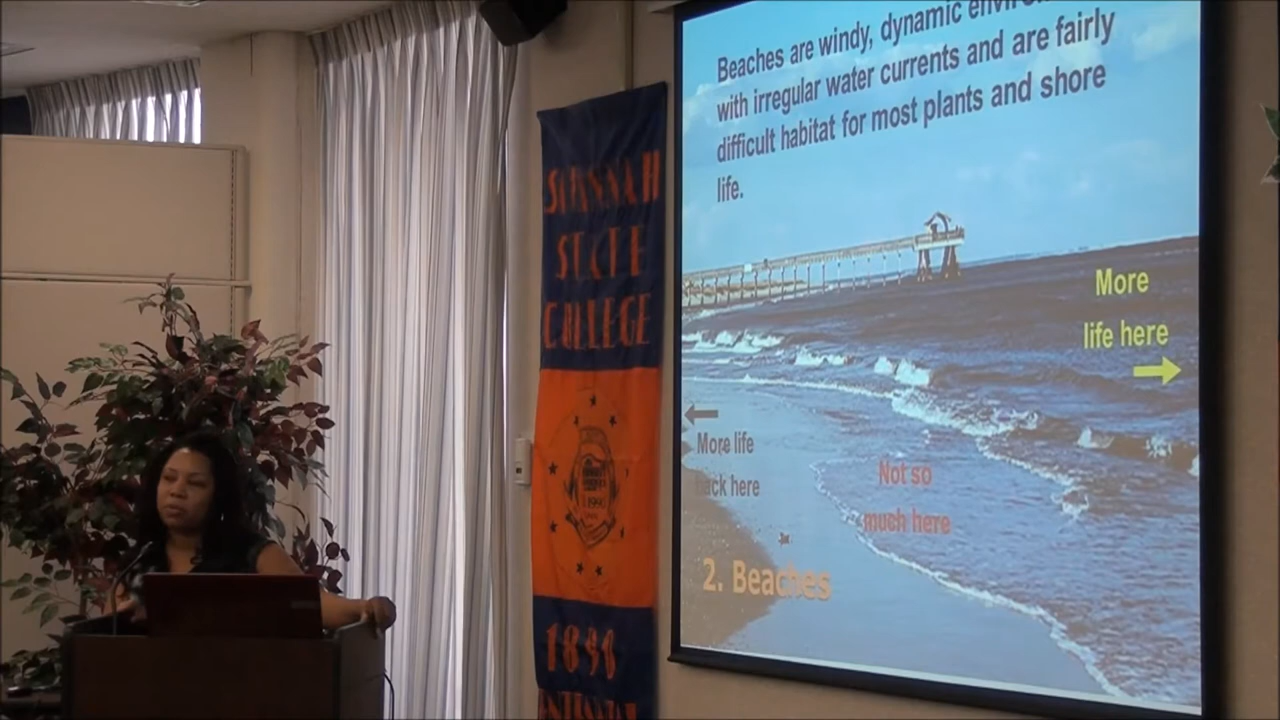 SAVANNAH
STATE
COLLEGE
1890
Beaches are windy, dynamic
with irregular water currents and are fairly
difficult habitat for most plants and shore
life.
More
life here
More life
back here
Not so
much here
2. Beaches